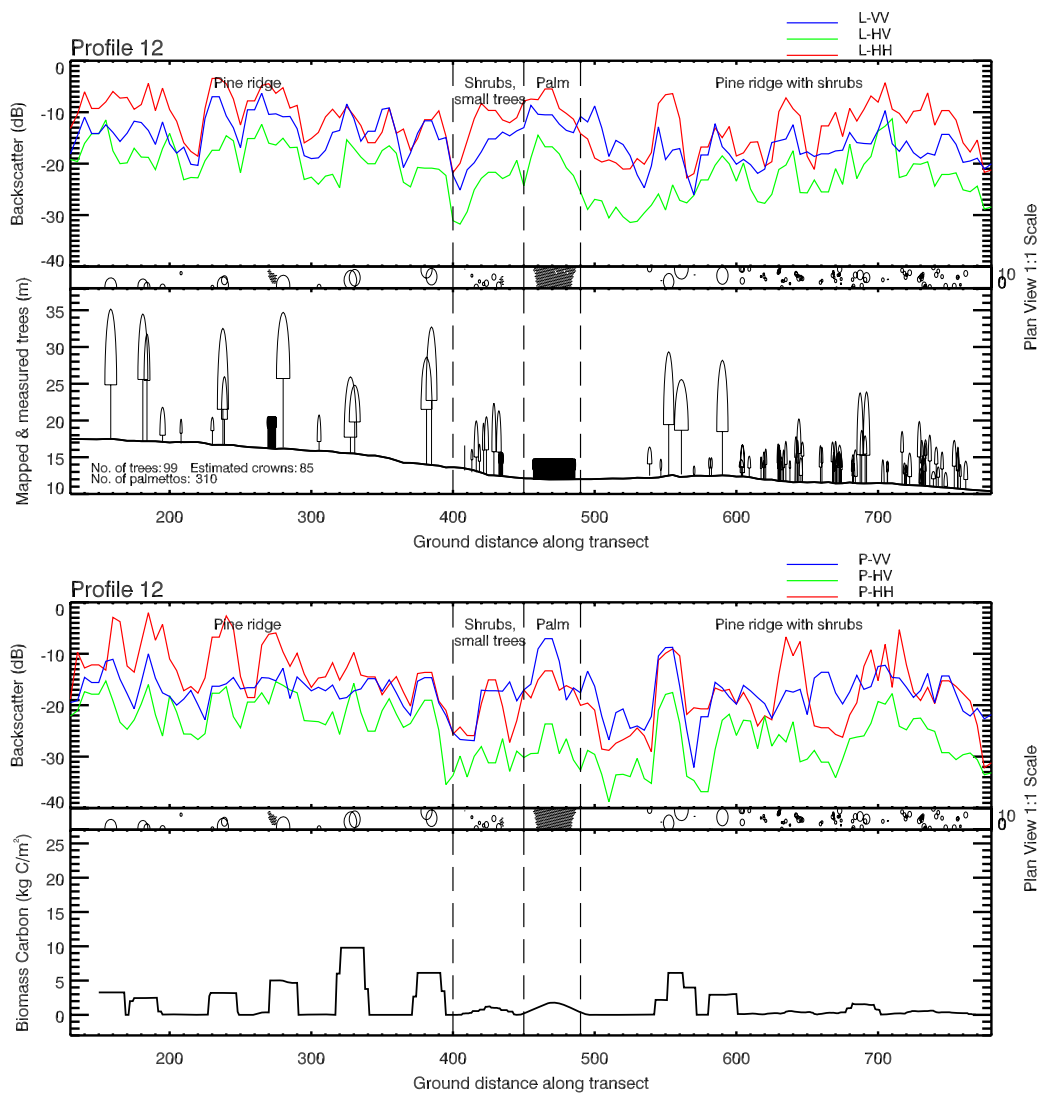 L-VV
L-HV
L-HH
Profile 12
Pine ridge
Shrubs, small trees
Palm
Pine ridge with shrubs
Backscatter (dB)
0
-10
-20
-30
-40
10
0
Plan View 1:1 Scale
Mapped & measured trees (m)
35
30
25
20
15
10
No. of trees: 99 Estimated crowns: 85
No. of palmettos: 310
200 300 400 500 600 700
Ground distance along transect
P-VV
P-HV
P-HH
Profile 12
Pine ridge
Shrubs, small trees
Palm
Pine ridge with shrubs
Backscatter (dB)
0
-10
-20
-30
-40
10
0
Plan View 1:1 Scale
Biomass Carbon (kg C/m²)
25
20
15
10
5
0
200 300 400 500 600 700
Ground distance along transect